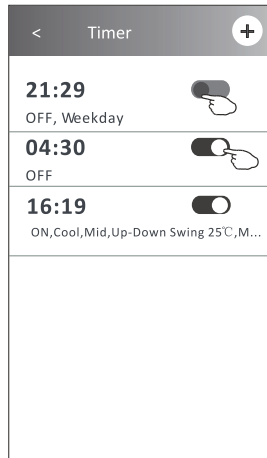 < Timer +
21:29
OFF, Weekday
04:30
OFF
16:19
ON,Cool,Mid,Up-Down Swing 25℃,M...